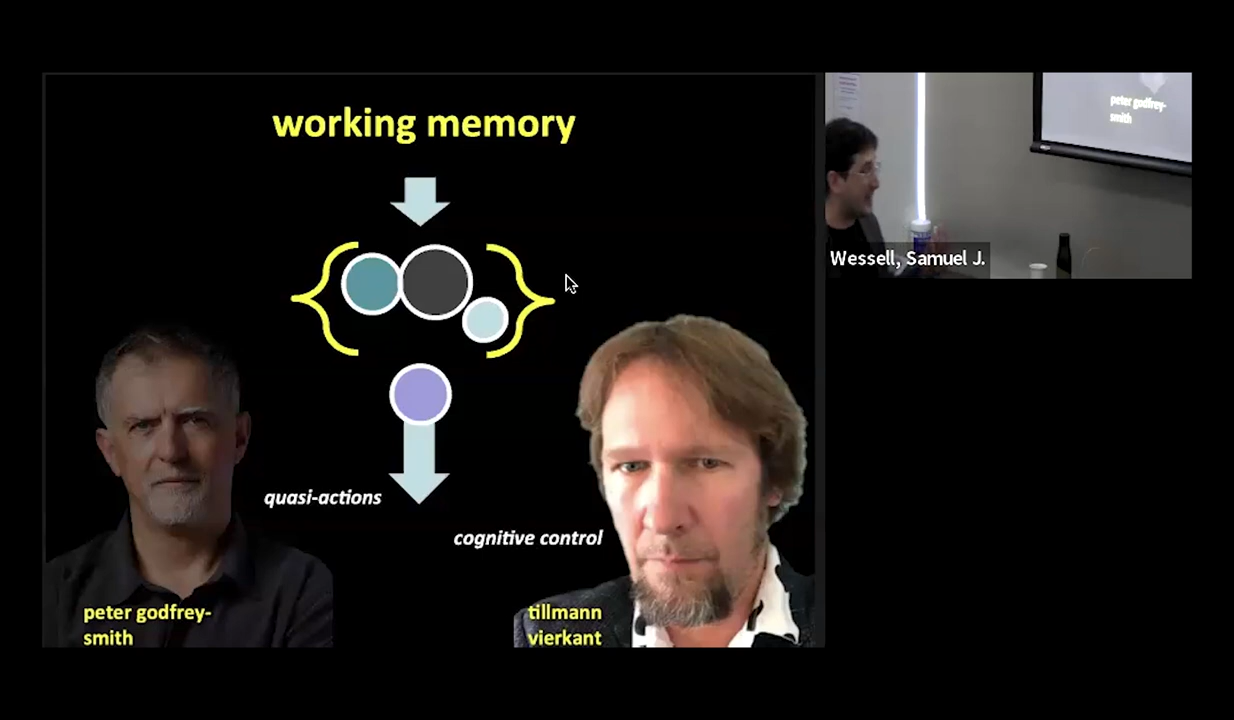 working memory
quasi-actions
cognitive control
peter godfrey-
smith
tillmann
vierkant
peter godfrey-
smith
Wessell, Samuel J.